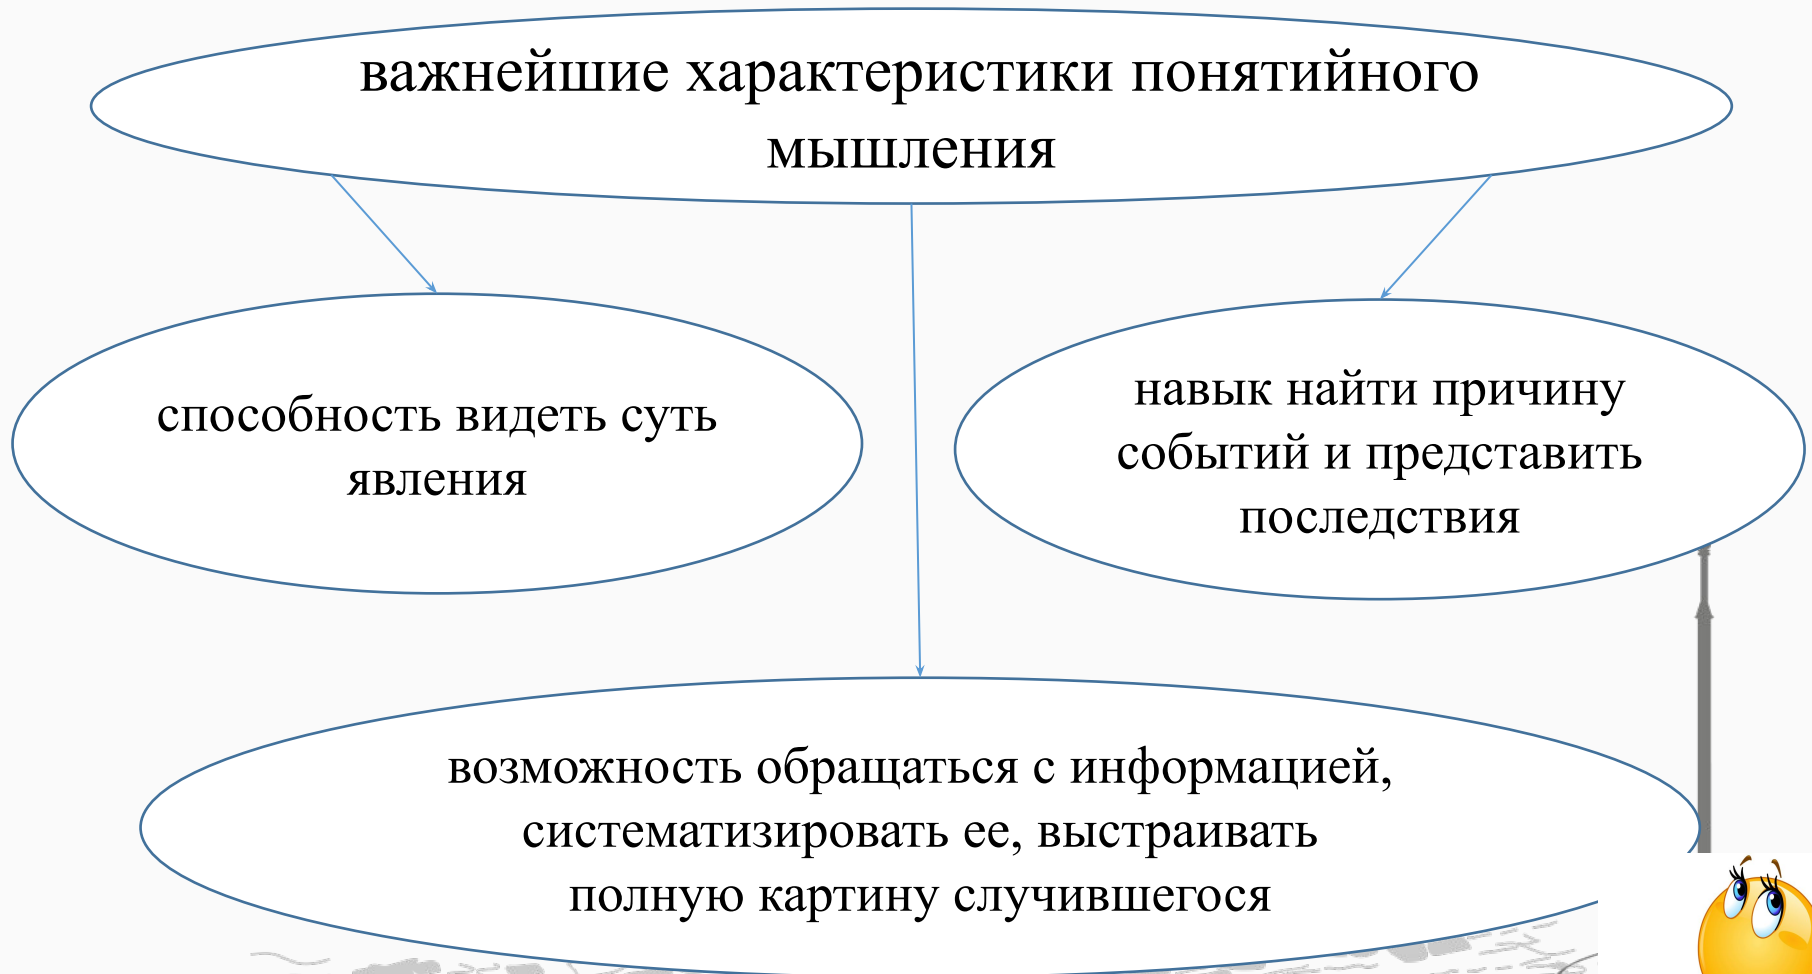 важнейшие характеристики понятийного
мышления
способность видеть суть
явления
навык найти причину
событий и представить
последствия
возможность обращаться с информацией,
систематизировать ее, выстраивать
полную картину случившегося